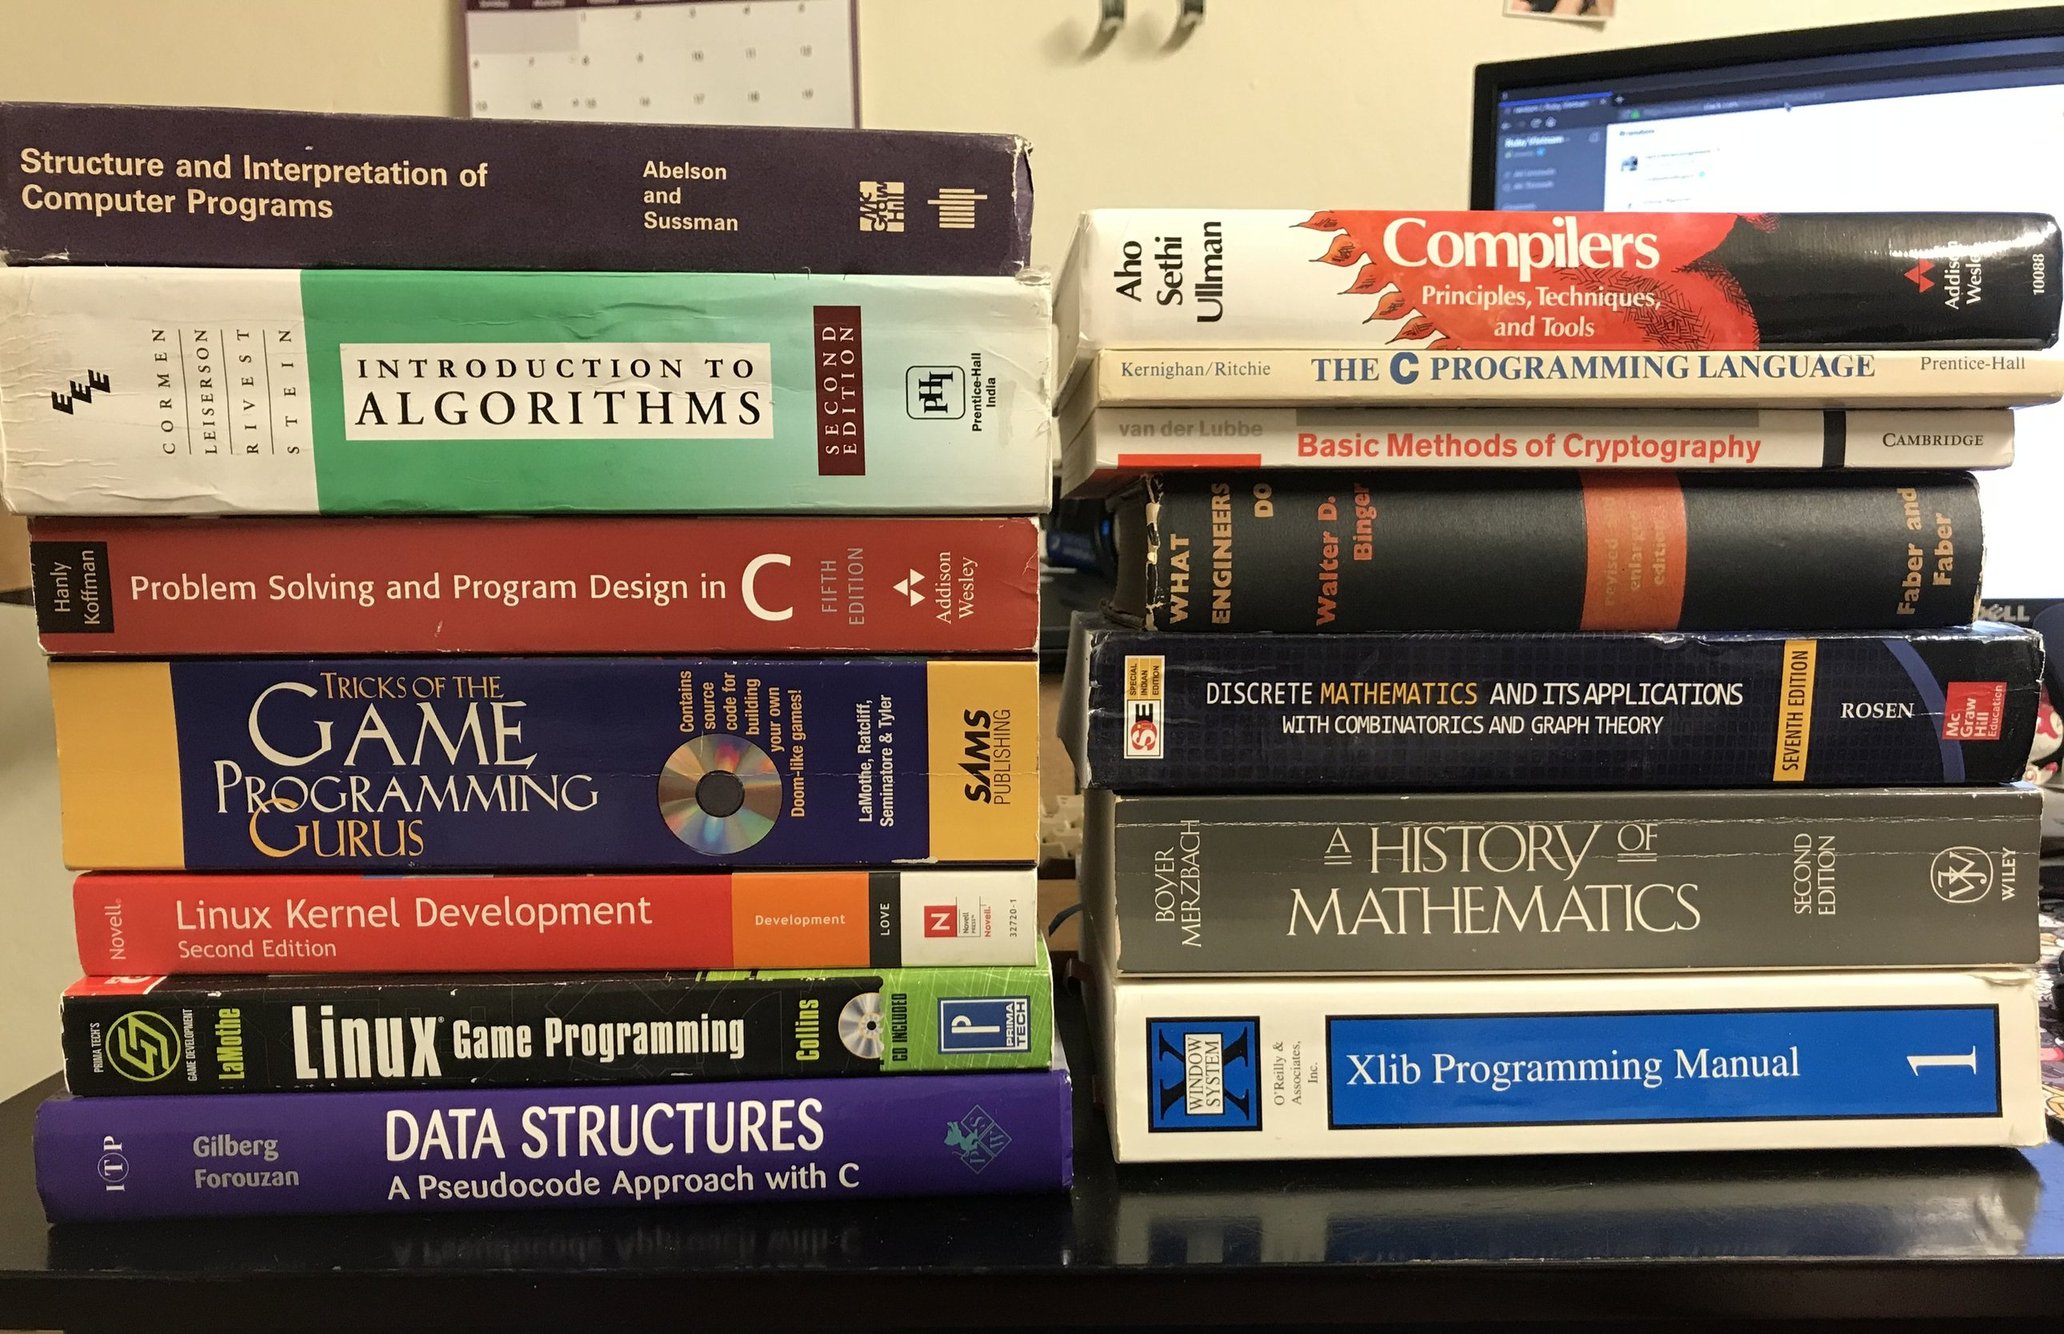 Structure and Interpretation of
Computer Programs
Abelson
and
Sussman
EEE
CORMEN
LEISERSON
RIVEST
STEIN
INTRODUCTION TO
ALGORITHMS
SECOND
EDITION
PHI
Prentice-Hall
India
Hanly
Koffman
Problem Solving and Program Design in C
FIFTH
EDITION
Addison
Wesley
TRICKS OF THE
GAME
PROGRAMMING
GURUS
Contains
source
code for
building
your own
Doom-like games!
LaMothe, Ratcliff,
Seminatore & Tyler
SAMS
PUBLISHING
Novell®
Linux Kernel Development
Second Edition
Development
LOVE
N
Novell
PRESS
Novell.
32720-1
PRIMA TECH'S
GAME DEVELOPMENT
LaMothe
Linux® Game Programming
Collins
CD INCLUDED
P
PRIMA
TECH
ITP
Gilberg
Forouzan
DATA STRUCTURES
A Pseudocode Approach with C
Aho
Sethi
Ullman
Compilers
Principles, Techniques,
and Tools
Addison
Wesley
10088
Kernighan/Ritchie
THE C PROGRAMMING LANGUAGE
Prentice-Hall
van der Lubbe
Basic Methods of Cryptography
CAMBRIDGE
WHAT
ENGINEERS
DO
Walter D.
Binger
revised and
enlarged
edition
Faber and
Faber
SIE
SPECIAL
INDIAN
EDITION
DISCRETE MATHEMATICS AND ITS APPLICATIONS
WITH COMBINATORICS AND GRAPH THEORY
SEVENTH EDITION
ROSEN
Mc
Graw
Hill
Education
BOYER
MERZBACH
A HISTORY OF
MATHEMATICS
SECOND
EDITION
WILEY
X WINDOW
SYSTEM
O'Reilly &
Associates,
Inc.
Xlib Programming Manual
1
DELL